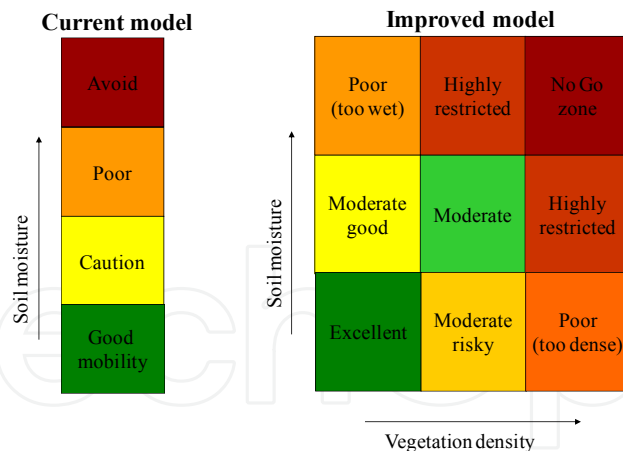 Current model
Avoid
Poor
Caution
Good
mobility
Soil moisture
Improved model
Poor
(too wet)
Highly
restricted
No Go
zone
Moderate
good
Moderate
Highly
restricted
Excellent
Moderate
risky
Poor
(too dense)
Soil moisture
Vegetation density